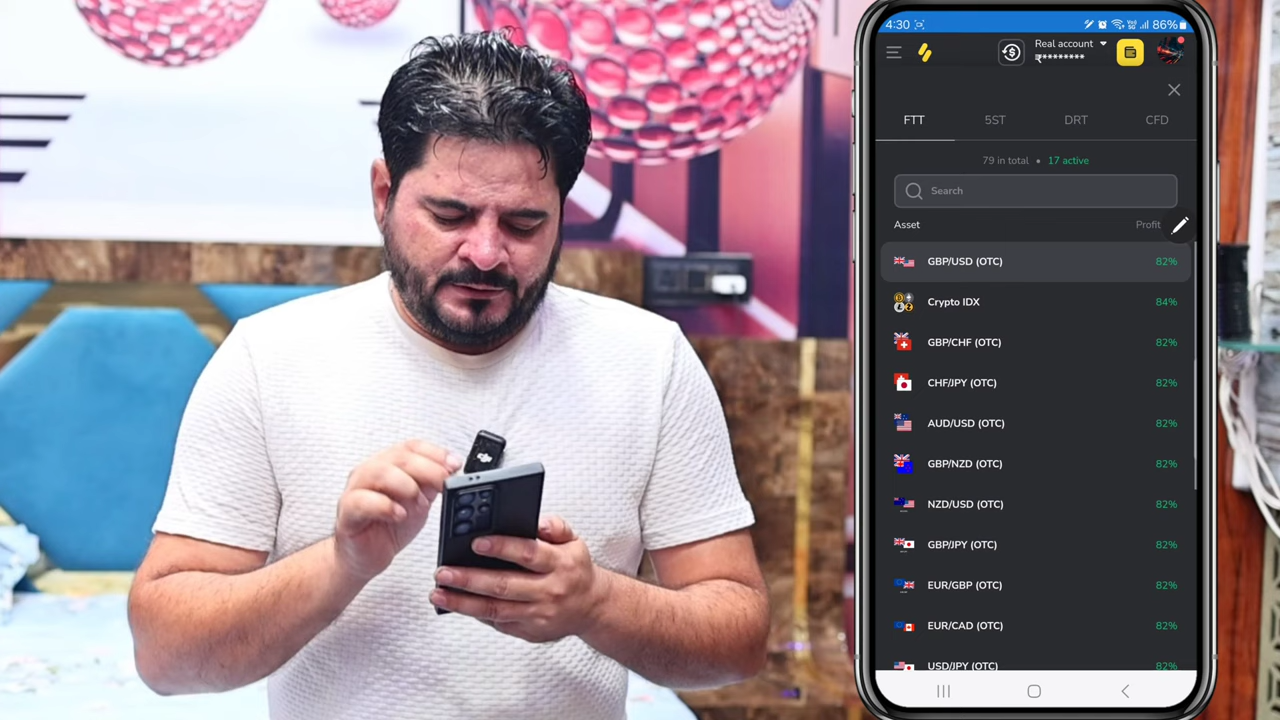 4:30
86%
Real account
₹********
FTT 5ST DRT CFD
79 in total • 17 active
Search
Asset Profit
GBP/USD (OTC) 82%
Crypto IDX 84%
GBP/CHF (OTC) 82%
CHF/JPY (OTC) 82%
AUD/USD (OTC) 82%
GBP/NZD (OTC) 82%
NZD/USD (OTC) 82%
GBP/JPY (OTC) 82%
EUR/GBP (OTC) 82%
EUR/CAD (OTC) 82%
USD/JPY (OTC) 82%